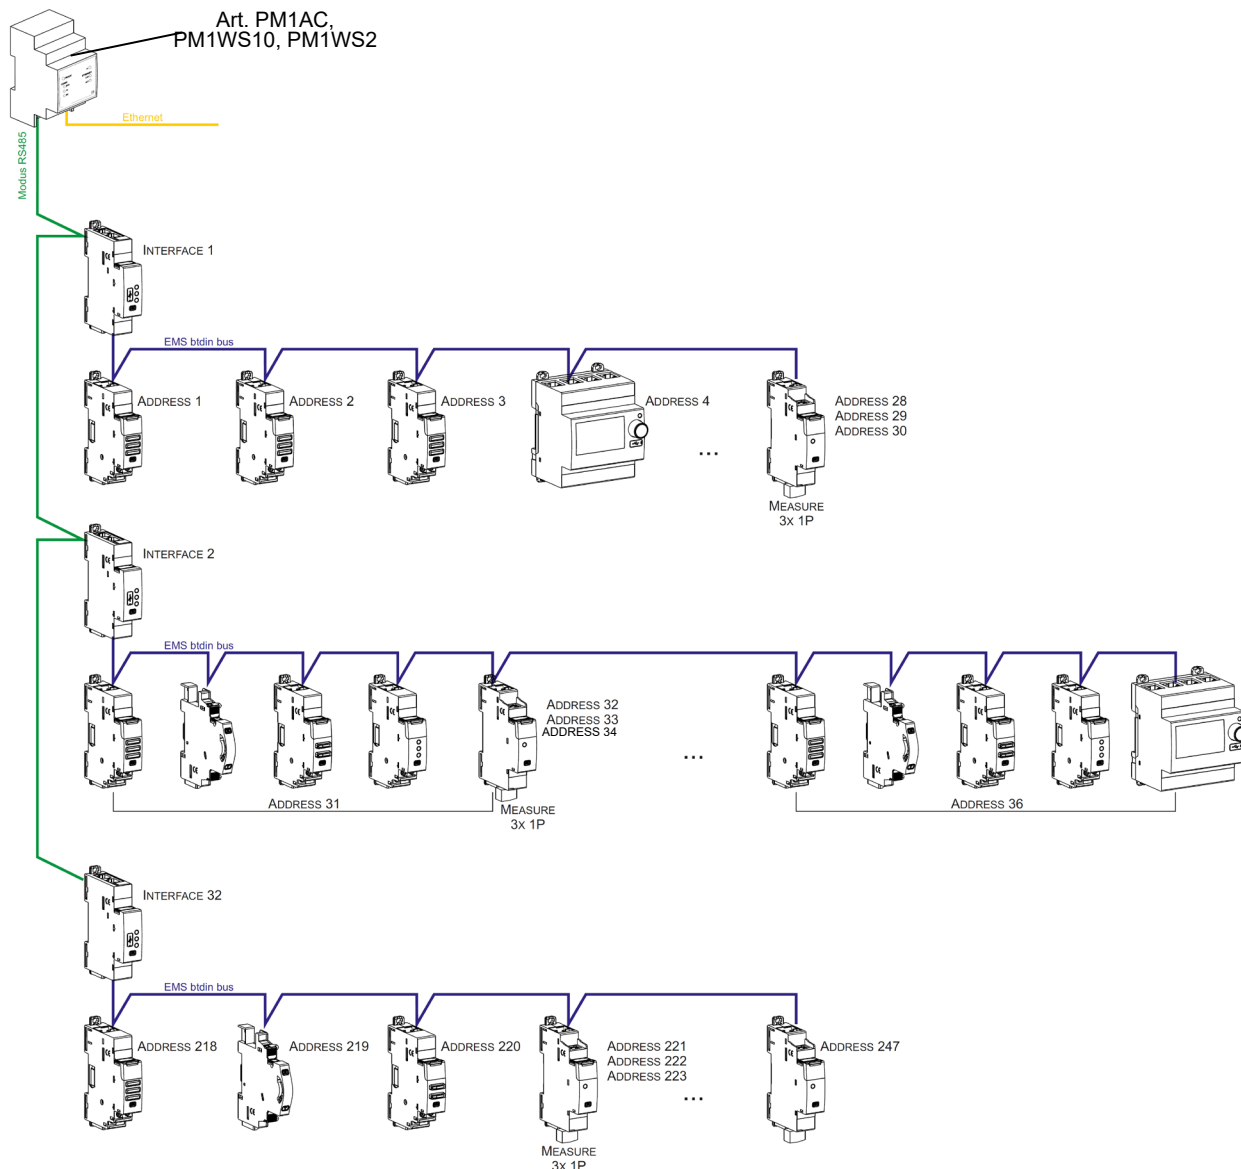 Art. PM1AC,
PM1WS10, PM1WS2
Ethernet
Modus RS485
INTERFACE 1
EMS btdin bus
ADDRESS 1
ADDRESS 2
ADDRESS 3
ADDRESS 4
ADDRESS 28
ADDRESS 29
ADDRESS 30
...
MEASURE
3X 1P
INTERFACE 2
EMS btdin bus
ADDRESS 32
ADDRESS 33
ADDRESS 34
...
ADDRESS 31
MEASURE
3X 1P
ADDRESS 36
INTERFACE 32
EMS btdin bus
ADDRESS 218
ADDRESS 219
ADDRESS 220
ADDRESS 221
ADDRESS 222
ADDRESS 223
ADDRESS 247
...
MEASURE
3X 1P